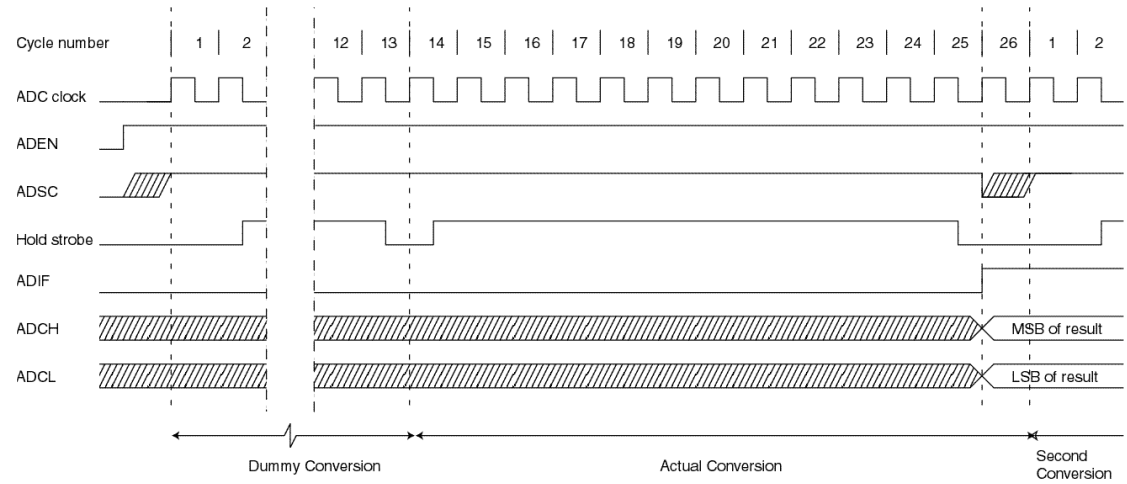 Cycle number 1 2 12 13 14 15 16 17 18 19 20 21 22 23 24 25 26 1 2
ADC clock
ADEN
ADSC
Hold strobe
ADIF
ADCH MSB of result
ADCL LSB of result
Dummy Conversion Actual Conversion Second
Conversion